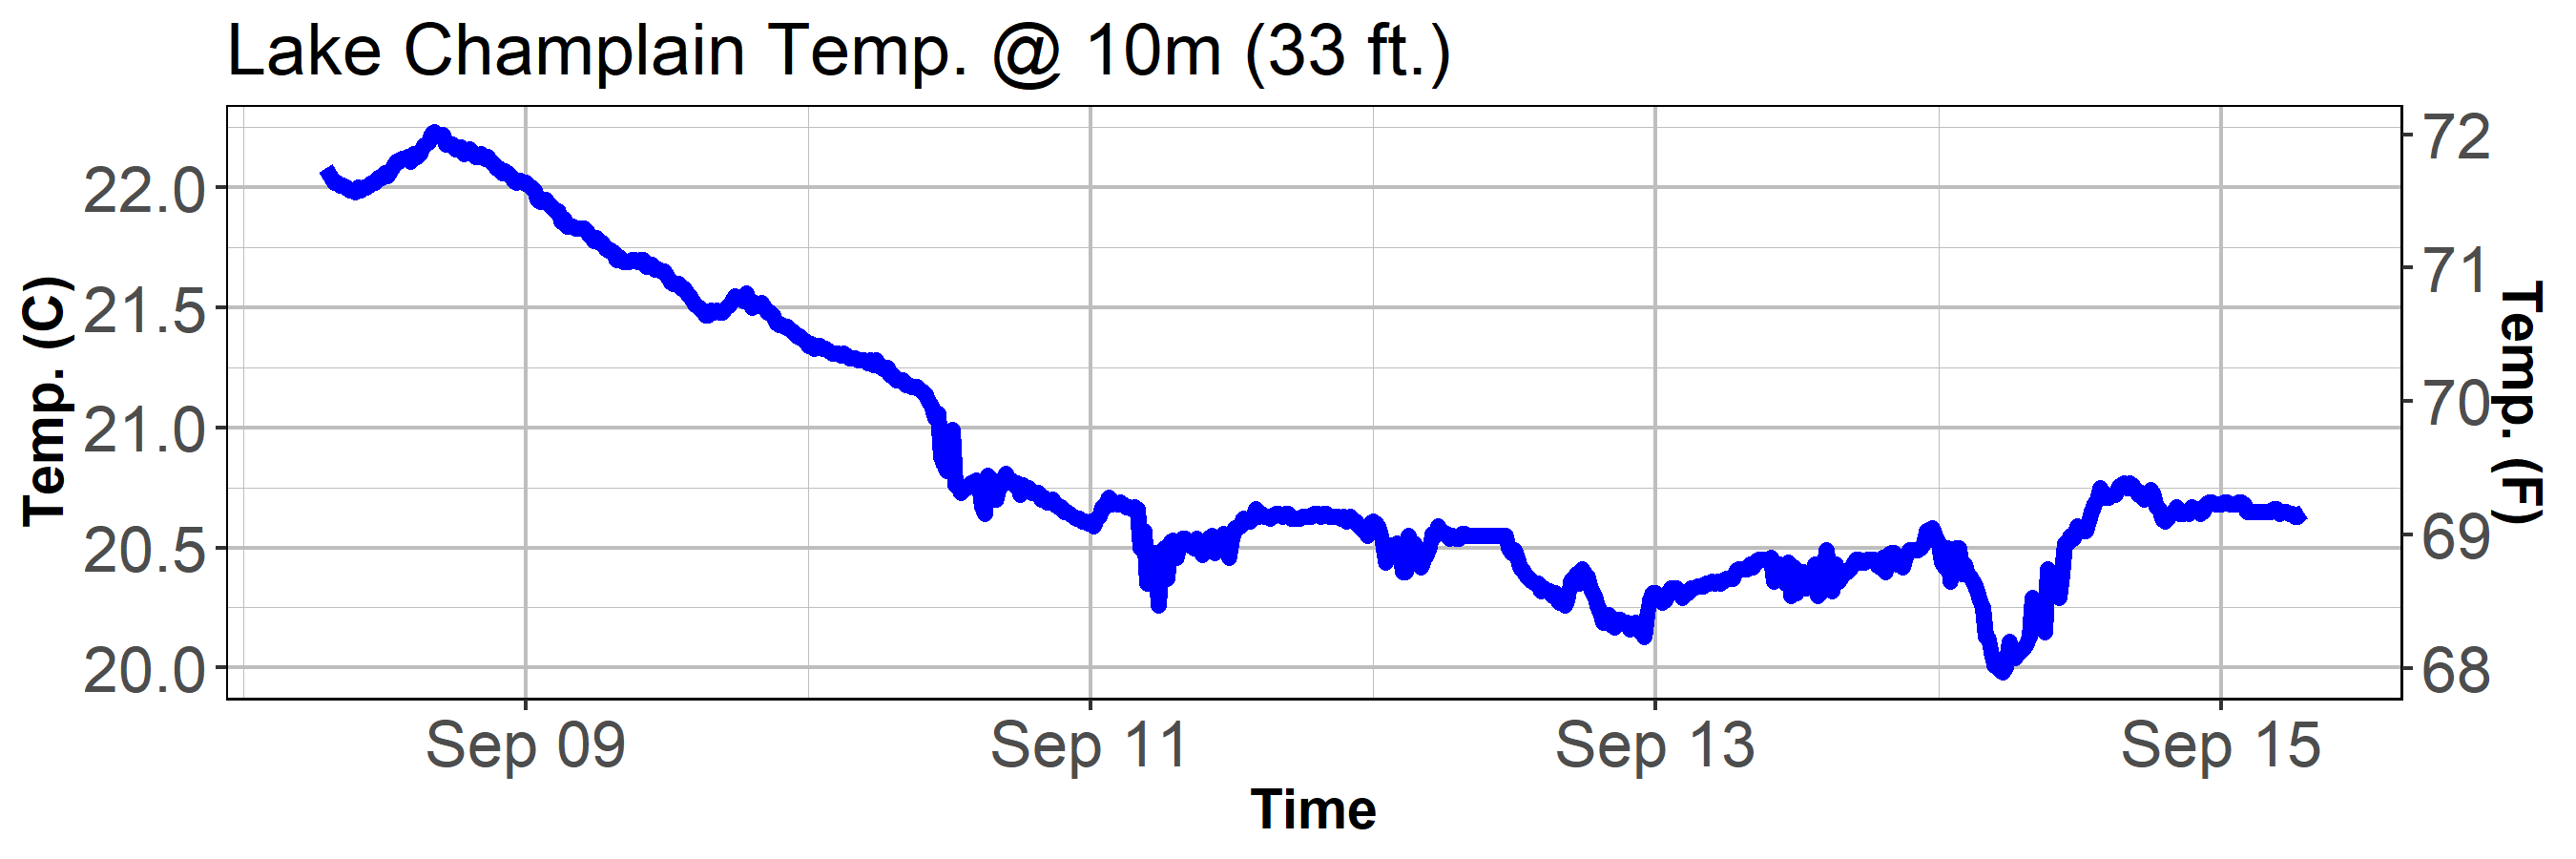 Lake Champlain Temp. @ 10m (33 ft.)
Temp. (C)
22.0
21.5
21.0
20.5
20.0
72
71
70
69
68
Temp. (F)
Sep 09
Sep 11
Sep 13
Sep 15
Time